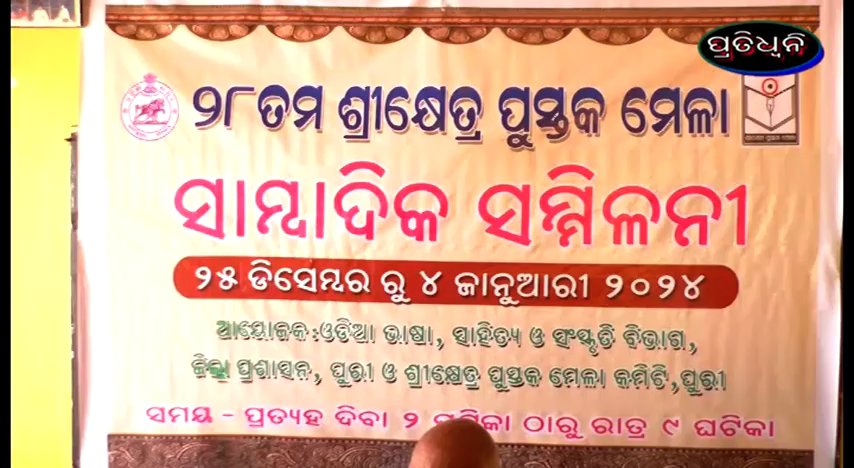 ପ୍ରତିଧ୍ୱନି
୨୮ତମ ଶ୍ରୀକ୍ଷେତ୍ର ପୁସ୍ତକ ମେଳା
ସାମ୍ବାଦିକ ସମ୍ମିଳନୀ
୨୫ ଡିସେମ୍ବର ରୁ ୪ ଜାନୁଆରୀ ୨୦୨୪
ଆୟୋଜକ:ଓଡିଆ ଭାଷା, ସାହିତ୍ୟ ଓ ସଂସ୍କୃତି ବିଭାଗ,
ଜିଲ୍ଲା ପ୍ରଶାସନ, ପୁରୀ ଓ ଶ୍ରୀକ୍ଷେତ୍ର ପୁସ୍ତକ ମେଳା କମିଟି,ପୁରୀ
ସମୟ - ପ୍ରତ୍ୟହ ଦିବା ୨ ଠାରୁ ରାତ୍ର ୯ ଘଟିକା